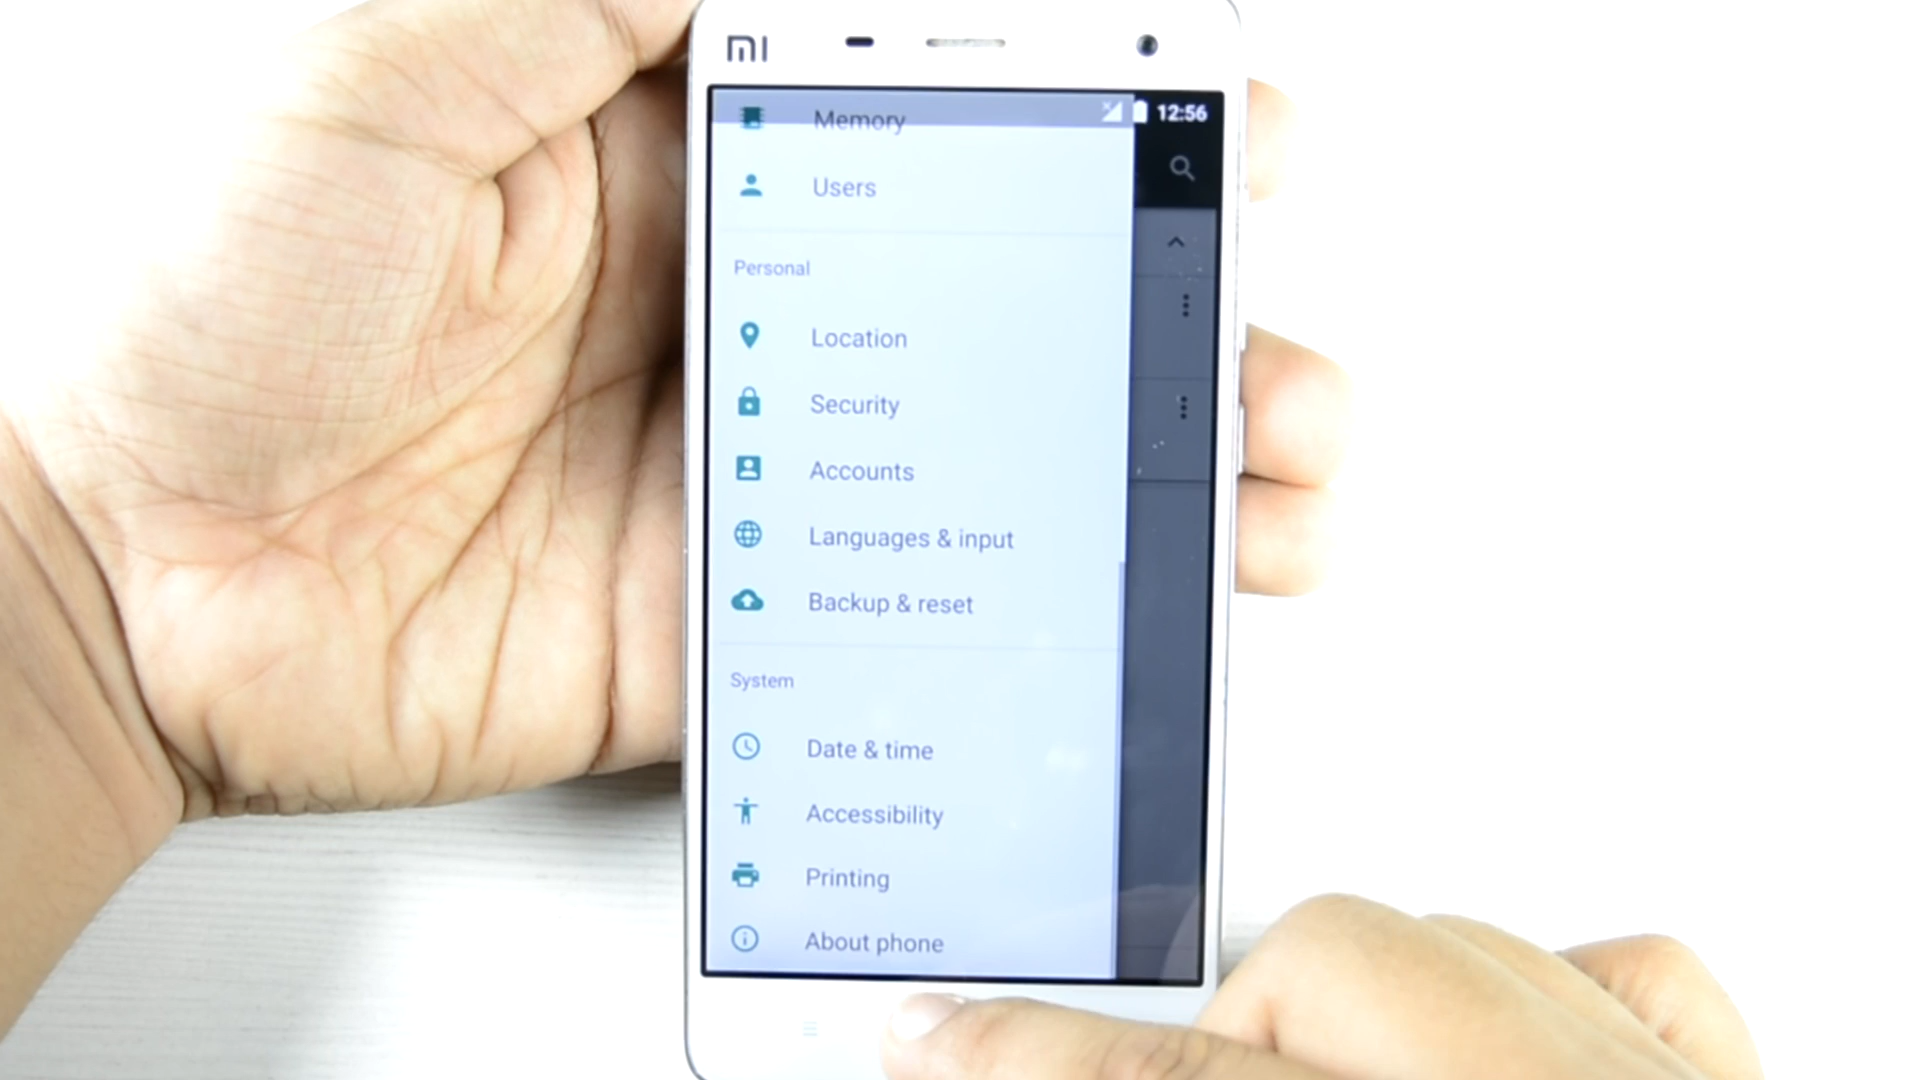 MI
12:56
Memory
Users
Personal
Location
Security
Accounts
Languages & input
Backup & reset
System
Date & time
Accessibility
Printing
About phone